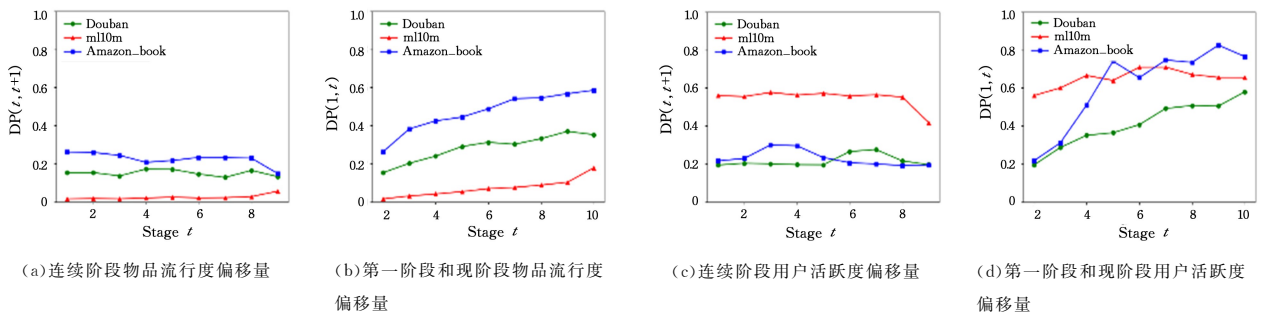 1.0
0.8
0.6
0.4
0.2
0
DP(t, t+1)
Douban
ml10m
Amazon_book
2 4 6 8
Stage t
(a)连续阶段物品流行度偏移量
1.0
0.8
0.6
0.4
0.2
0
DP(1, t)
Douban
ml10m
Amazon_book
2 4 6 8 10
Stage t
(b)第一阶段和现阶段物品流行度
偏移量
1.0
0.8
0.6
0.4
0.2
0
DP(t, t+1)
Douban
ml10m
Amazon_book
2 4 6 8
Stage t
(c)连续阶段用户活跃度偏移量
1.0
0.8
0.6
0.4
0.2
0
DP(1, t)
Douban
ml10m
Amazon_book
2 4 6 8 10
Stage t
(d)第一阶段和现阶段用户活跃度
偏移量